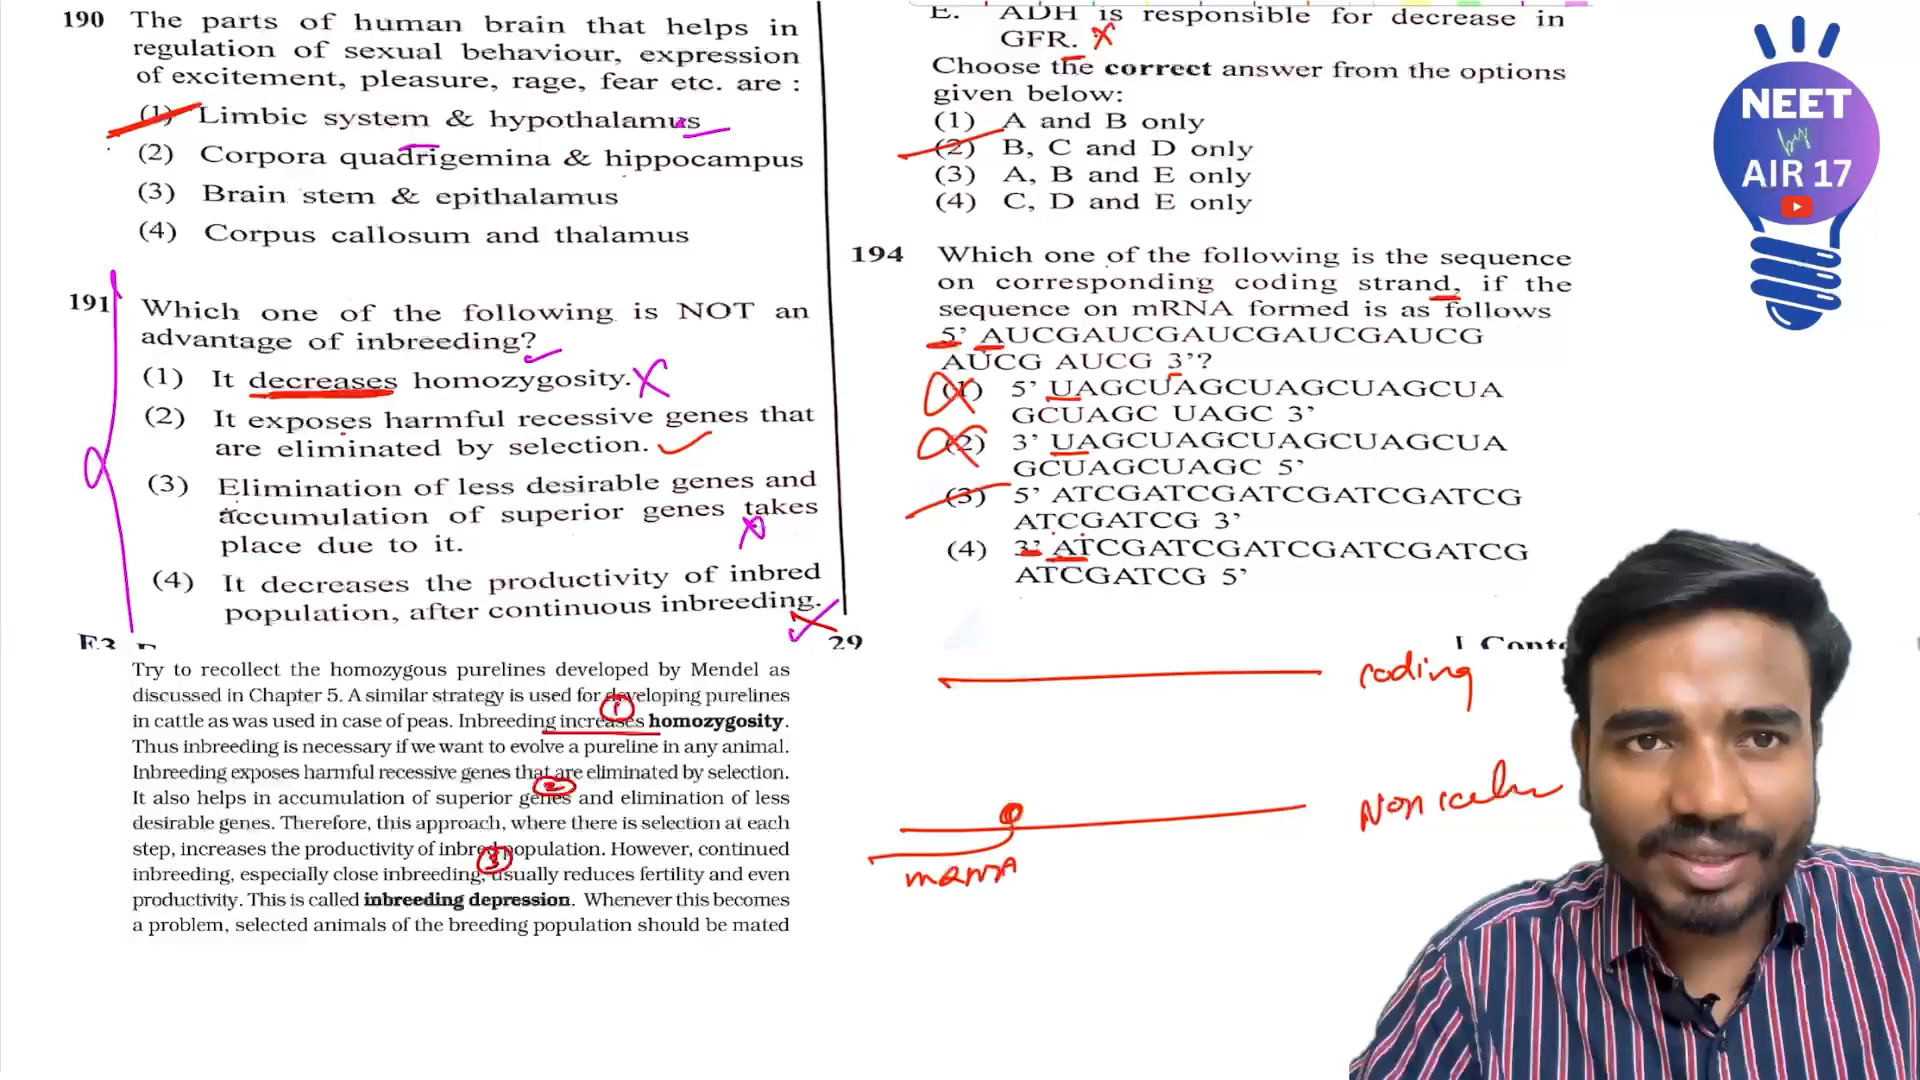 190 The parts of human brain that helps in
regulation of sexual behaviour, expression
of excitement, pleasure, rage, fear etc. are :
(1) Limbic system & hypothalamus
(2) Corpora quadrigemina & hippocampus
(3) Brain stem & epithalamus
(4) Corpus callosum and thalamus
191 Which one of the following is NOT an
advantage of inbreeding?
(1) It decreases homozygosity.
(2) It exposes harmful recessive genes that
are eliminated by selection.
(3) Elimination of less desirable genes and
accumulation of superior genes takes
place due to it.
(4) It decreases the productivity of inbred
population, after continuous inbreeding.
29
Try to recollect the homozygous purelines developed by Mendel as
discussed in Chapter 5. A similar strategy is used for developing purelines
in cattle as was used in case of peas. Inbreeding increases homozygosity.
Thus inbreeding is necessary if we want to evolve a pureline in any animal.
Inbreeding exposes harmful recessive genes that are eliminated by selection.
It also helps in accumulation of superior genes and elimination of less
desirable genes. Therefore, this approach, where there is selection at each
step, increases the productivity of inbred population. However, continued
inbreeding, especially close inbreeding, usually reduces fertility and even
productivity. This is called inbreeding depression. Whenever this becomes
a problem, selected animals of the breeding population should be mated
1
2
3
E. ADH is responsible for decrease in
GFR.
Choose the correct answer from the options
given below:
(1) A and B only
(2) B, C and D only
(3) A, B and E only
(4) C, D and E only
194 Which one of the following is the sequence
on corresponding coding strand, if the
sequence on mRNA formed is as follows
5' AUCGAUCGAUCGAUCGAUCG
AUCG AUCG 3'?
(1) 5' UAGCUAGCUAGCUAGCUA
GCUAGC UAGC 3'
(2) 3' UAGCUAGCUAGCUAGCUA
GCUAGCUAGC 5'
(3) 5' ATCGATCGATCGATCGATCG
ATCGATCG 3'
(4) 3' ATCGATCGATCGATCGATCG
ATCGATCG 5'
coding
Non
mRNA
NEET
by
AIR 17